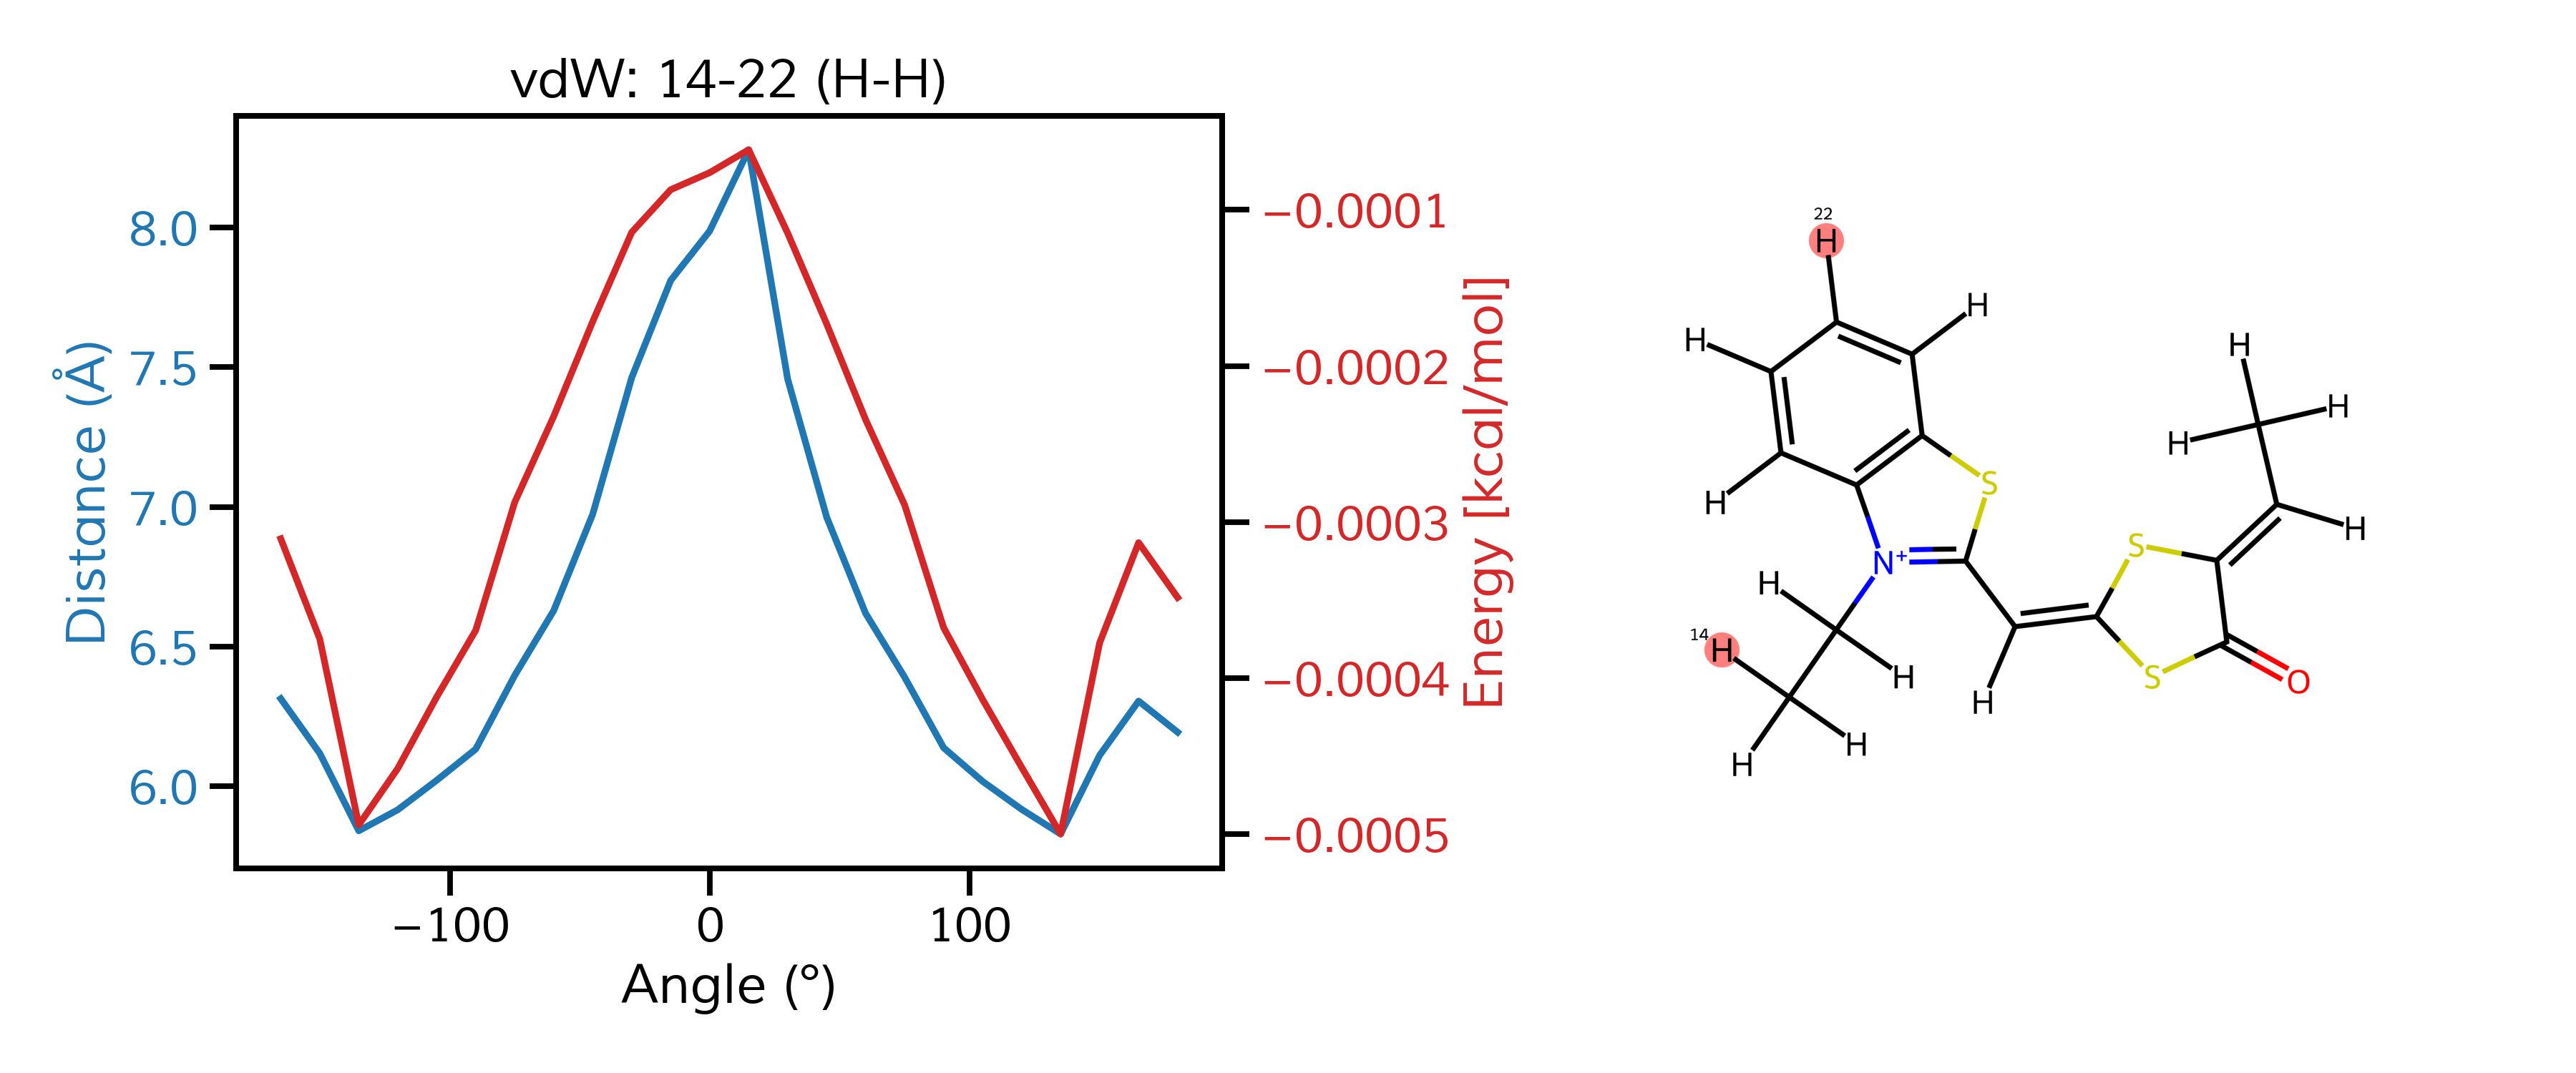 vdW: 14-22 (H-H)
8.0
7.5
7.0
6.5
6.0
Distance (Å)
−0.0001
−0.0002
−0.0003
−0.0004
−0.0005
Energy [kcal/mol]
−100 0 100
Angle (°)
22
H
H
H
H
H
H
H
S
H
H
S
N⁺
H
14
H
H
S
O
H
H
H